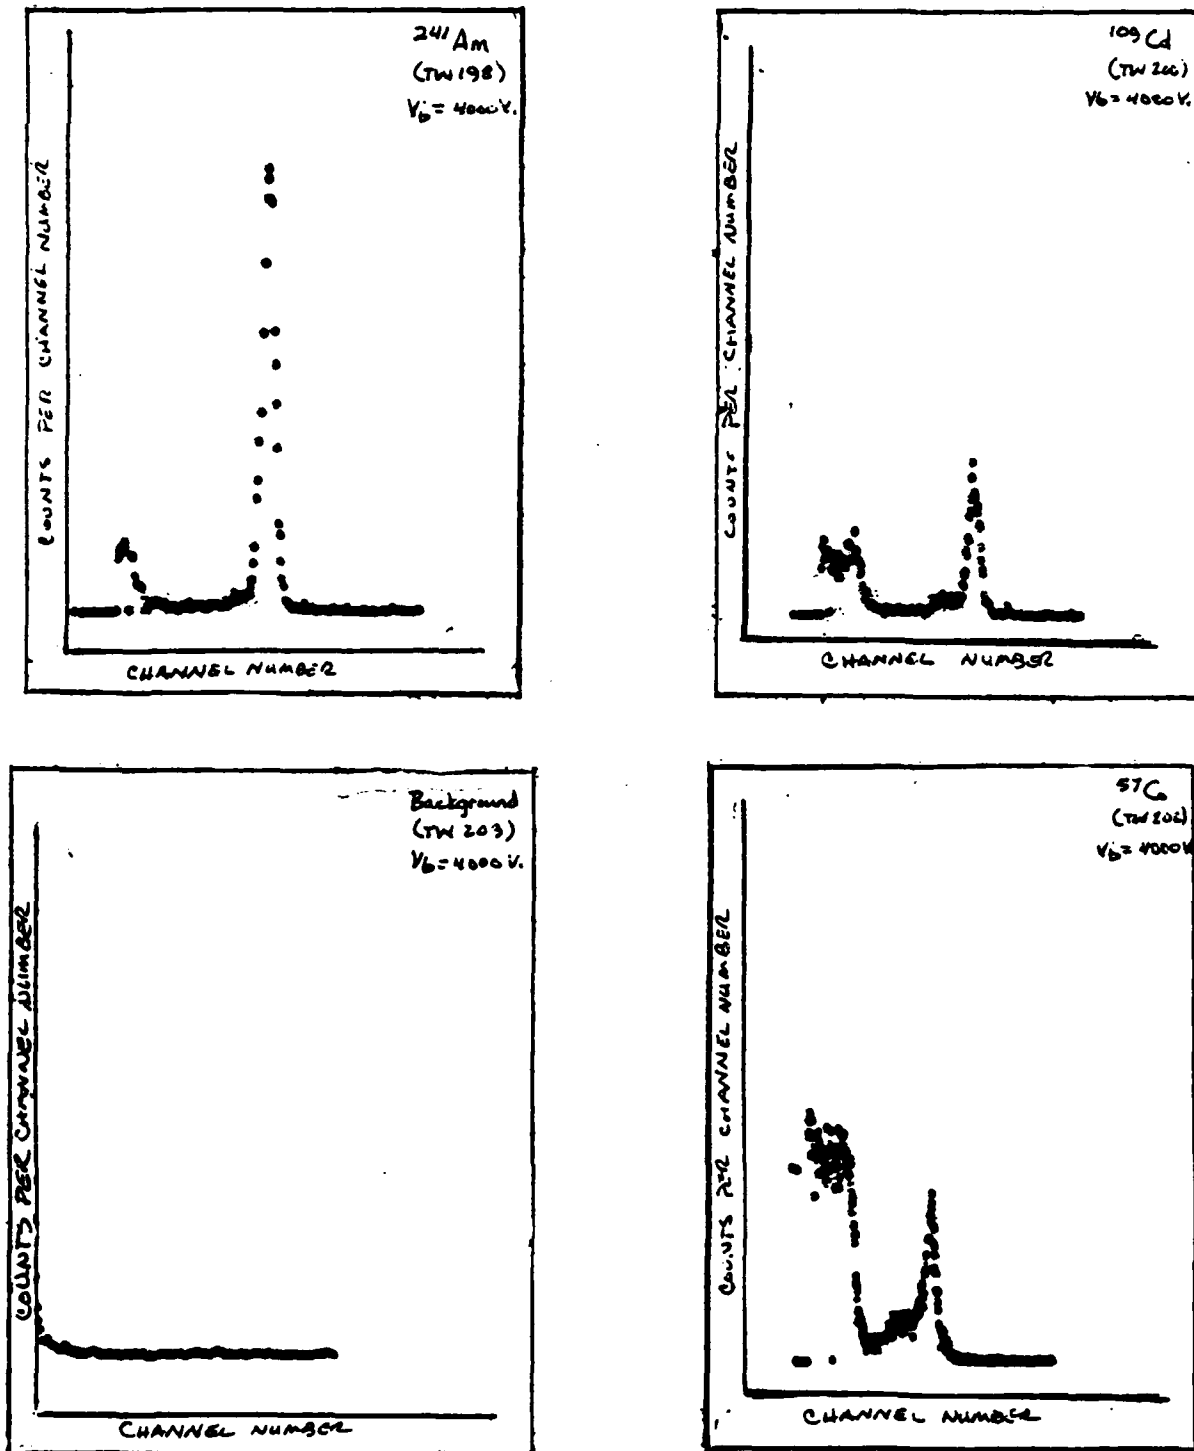 241Am
(TW 198)
Vb = 4000 V.
COUNTS PER CHANNEL NUMBER
CHANNEL NUMBER
109Cd
(TW 200)
Vb = 4000 V.
COUNTS PER CHANNEL NUMBER
CHANNEL NUMBER
Background
(TW 203)
Vb = 4000 V.
COUNTS PER CHANNEL NUMBER
CHANNEL NUMBER
57Co
(TW 202)
Vb = 4000 V
COUNTS PER CHANNEL NUMBER
CHANNEL NUMBER